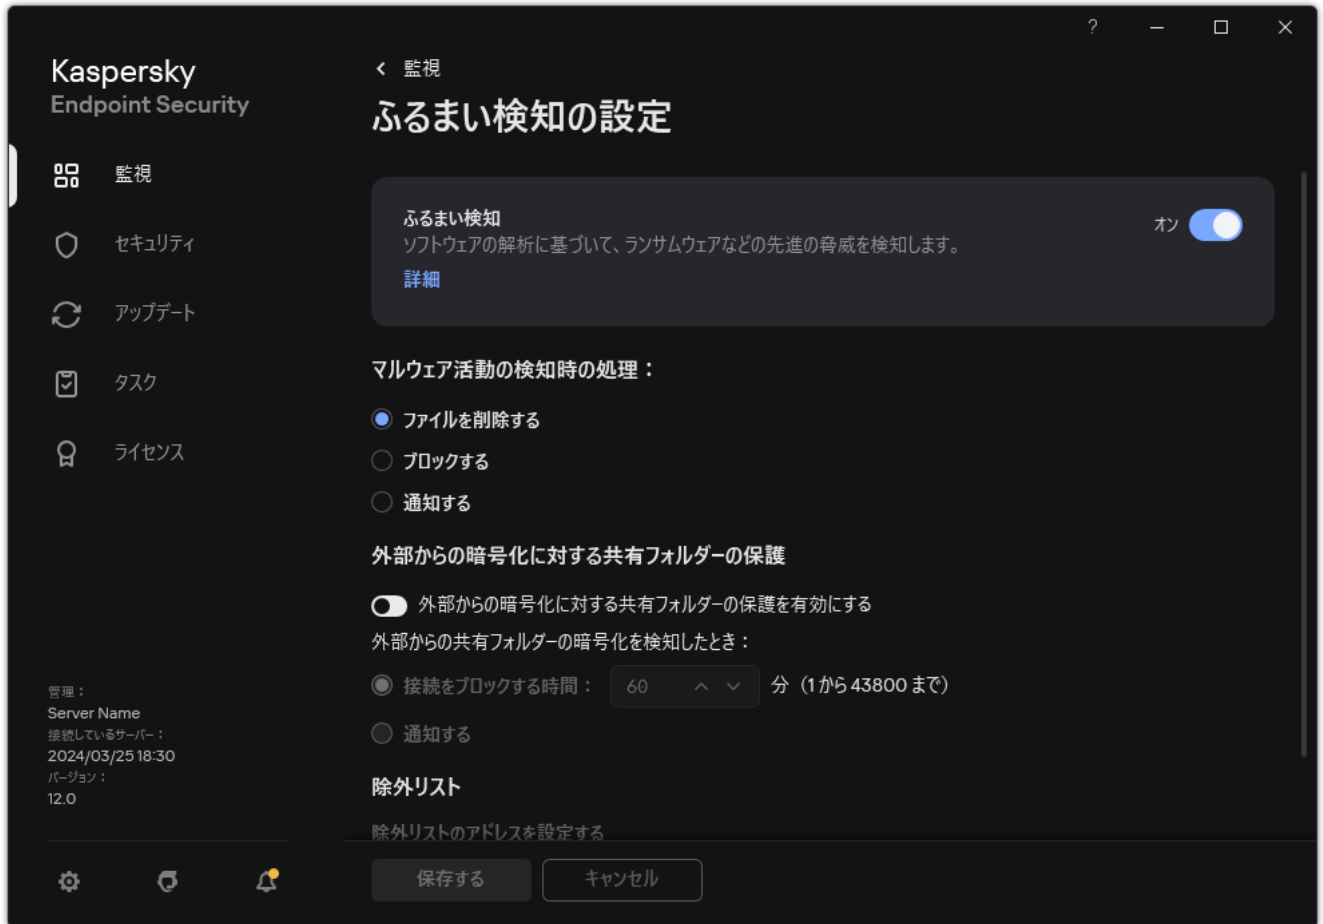 ?
Kaspersky
Endpoint Security
監視
セキュリティ
アップデート
タスク
ライセンス
管理：
Server Name
接続しているサーバー：
2024/03/25 18:30
バージョン：
12.0
監視
ふるまい検知の設定
ふるまい検知
ソフトウェアの解析に基づいて、ランサムウェアなどの先進の脅威を検知します。
詳細
オン
マルウェア活動の検知時の処理：
ファイルを削除する
ブロックする
通知する
外部からの暗号化に対する共有フォルダーの保護
外部からの暗号化に対する共有フォルダーの保護を有効にする
外部からの共有フォルダーの暗号化を検知したとき：
接続をブロックする時間： 60 分（1 から 43800 まで）
通知する
除外リスト
除外リストのアドレスを設定する
保存する キャンセル